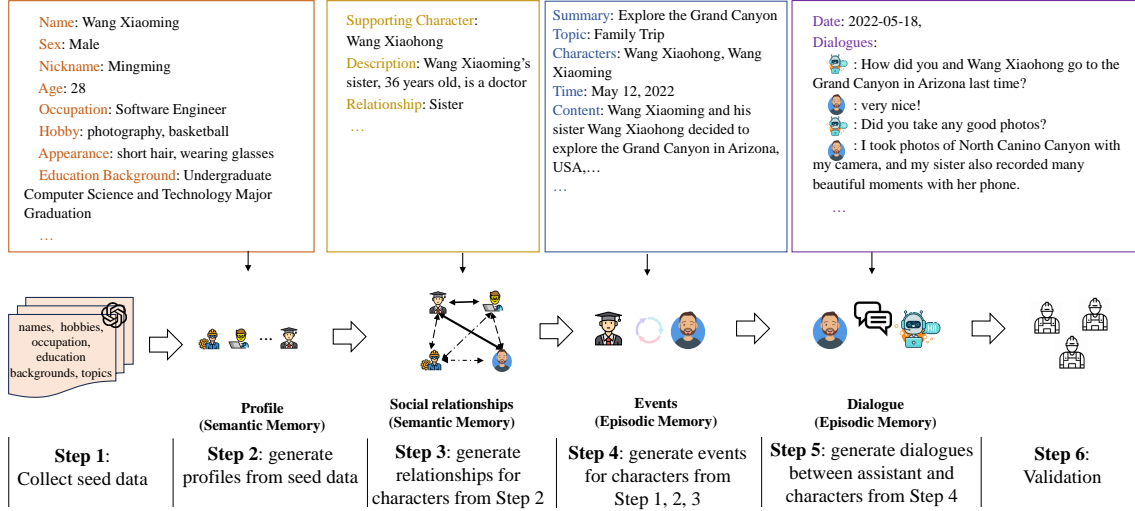 Name: Wang Xiaoming
Sex: Male
Nickname: Mingming
Age: 28
Occupation: Software Engineer
Hobby: photography, basketball
Appearance: short hair, wearing glasses
Education Background: Undergraduate
Computer Science and Technology Major
Graduation
…
Supporting Character:
Wang Xiaohong
Description: Wang Xiaoming's
sister, 36 years old, is a doctor
Relationship: Sister
…
Summary: Explore the Grand Canyon
Topic: Family Trip
Characters: Wang Xiaohong, Wang
Xiaoming
Time: May 12, 2022
Content: Wang Xiaoming and his
sister Wang Xiaohong decided to
explore the Grand Canyon in Arizona,
USA,…
…
Date: 2022-05-18,
Dialogues:
: How did you and Wang Xiaohong go to the
Grand Canyon in Arizona last time?
: very nice!
: Did you take any good photos?
: I took photos of North Canino Canyon with
my camera, and my sister also recorded many
beautiful moments with her phone.
…
names, hobbies,
occupation,
education
backgrounds, topics
...
Profile
(Semantic Memory)
Social relationships
(Semantic Memory)
Events
(Episodic Memory)
Dialogue
(Episodic Memory)
Step 1:
Collect seed data
Step 2: generate
profiles from seed data
Step 3: generate
relationships for
characters from Step 2
Step 4: generate events
for characters from
Step 1, 2, 3
Step 5: generate dialogues
between assistant and
characters from Step 4
Step 6:
Validation